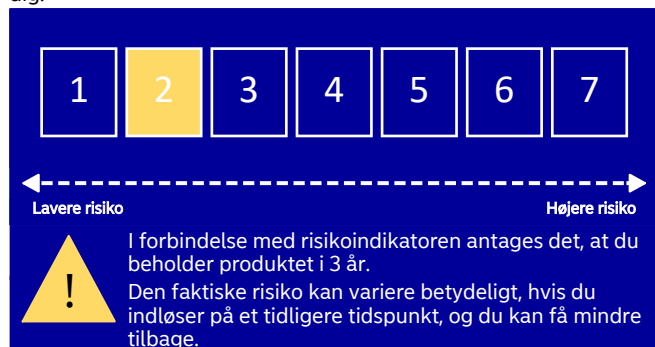 1 2 3 4 5 6 7
Lavere risiko Højere risiko
! I forbindelse med risikoindikatoren antages det, at du
beholder produktet i 3 år.
Den faktiske risiko kan variere betydeligt, hvis du
indløser på et tidligere tidspunkt, og du kan få mindre
tilbage.